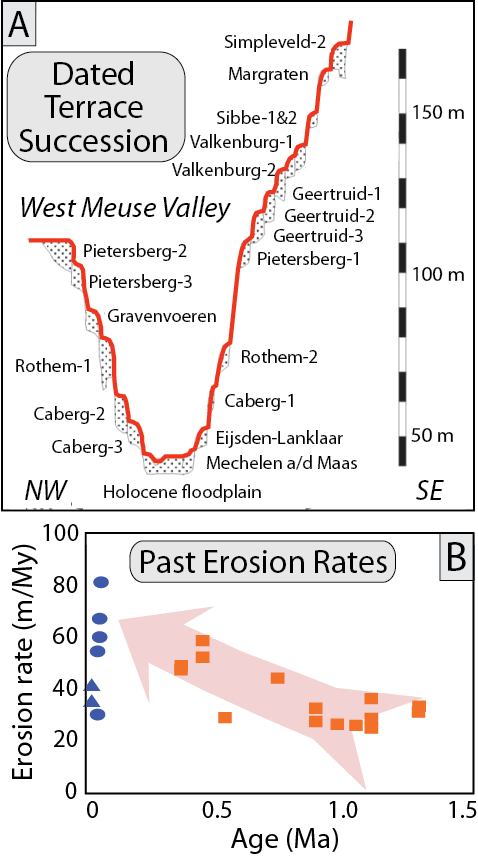 A
Dated
Terrace
Succession
West Meuse Valley
Simpleveld-2
Margraten
Sibbe-1&2
Valkenburg-1
Valkenburg-2
Geertruid-1
Geertruid-2
Geertruid-3
Pietersberg-1
Pietersberg-2
Pietersberg-3
Gravenvoeren
Rothem-1
Rothem-2
Caberg-1
Caberg-2
Caberg-3
Eijsden-Lanklaar
Mechelen a/d Maas
Holocene floodplain
NW
SE
150 m
100 m
50 m
B
Past Erosion Rates
Erosion rate (m/My)
100
80
60
40
20
0
0
0.5
1.0
1.5
Age (Ma)